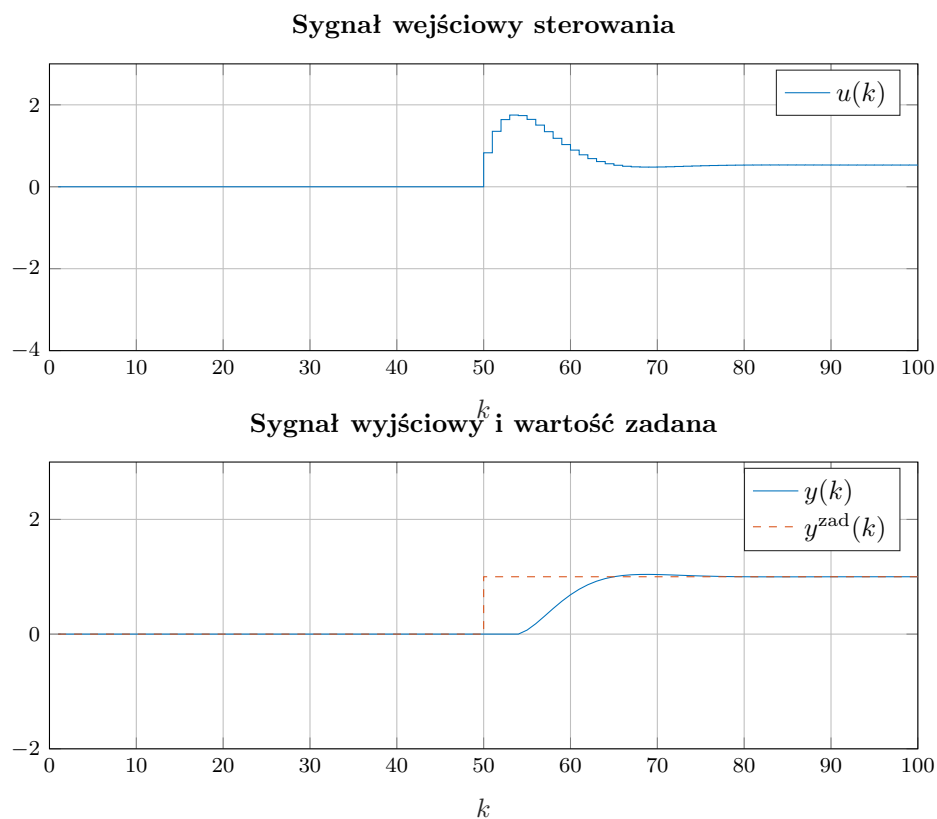 Sygnał wejściowy sterowania
u(k)
2
0
−2
−4
0 10 20 30 40 50 60 70 80 90 100
k
Sygnał wyjściowy i wartość zadana
y(k)
y^zad(k)
2
0
−2
0 10 20 30 40 50 60 70 80 90 100
k